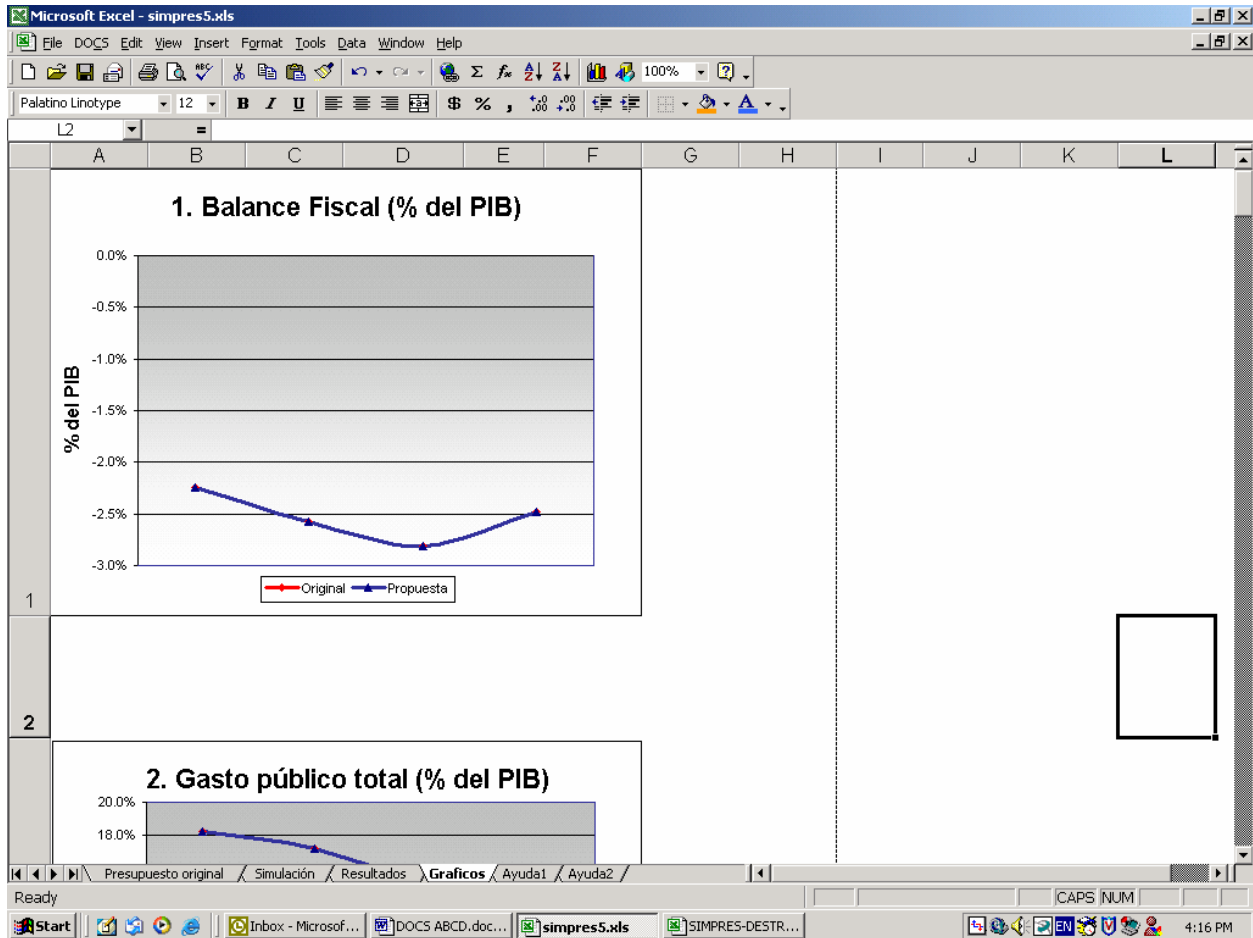 Microsoft Excel - simpres5.xls
File DOCS Edit View Insert Format Tools Data Window Help
100%
Palatino Linotype 12 B I U $ % ,
L2 =
A B C D E F G H I J K L
1. Balance Fiscal (% del PIB)
0.0%
-0.5%
-1.0%
-1.5%
-2.0%
-2.5%
-3.0%
% del PIB
Original Propuesta
1
2
2. Gasto público total (% del PIB)
20.0%
18.0%
Presupuesto original Simulación Resultados Graficos Ayuda1 Ayuda2
Ready CAPS NUM
Start Inbox - Microsof... DOCS ABCD.doc... simpres5.xls SIMPRES-DESTR... EN 4:16 PM